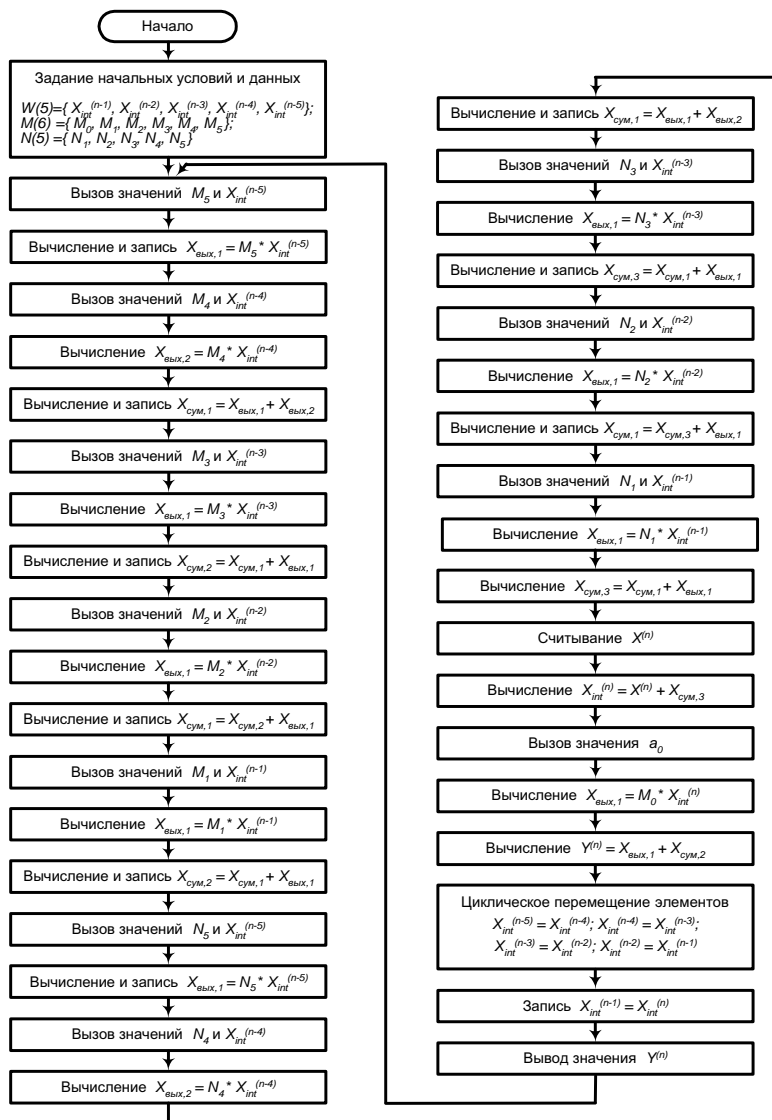 Начало
Задание начальных условий и данных
W(5)={ X_int^(n-1), X_int^(n-2), X_int^(n-3), X_int^(n-4), X_int^(n-5)};
M(6) ={ M_0, M_1, M_2, M_3, M_4, M_5 };
N(5) ={ N_1, N_2, N_3, N_4, N_5}
Вызов значений M_5 и X_int^(n-5)
Вычисление и запись X_вых,1 = M_5 * X_int^(n-5)
Вызов значений M_4 и X_int^(n-4)
Вычисление X_вых,2 = M_4 * X_int^(n-4)
Вычисление и запись X_сум,1 = X_вых,1 + X_вых,2
Вызов значений M_3 и X_int^(n-3)
Вычисление X_вых,1 = M_3 * X_int^(n-3)
Вычисление и запись X_сум,2 = X_сум,1 + X_вых,1
Вызов значений M_2 и X_int^(n-2)
Вычисление X_вых,1 = M_2 * X_int^(n-2)
Вычисление и запись X_сум,1 = X_сум,2 + X_вых,1
Вызов значений M_1 и X_int^(n-1)
Вычисление X_вых,1 = M_1 * X_int^(n-1)
Вычисление и запись X_сум,2 = X_сум,1 + X_вых,1
Вызов значений N_5 и X_int^(n-5)
Вычисление и запись X_вых,1 = N_5 * X_int^(n-5)
Вызов значений N_4 и X_int^(n-4)
Вычисление X_вых,2 = N_4 * X_int^(n-4)
Вычисление и запись X_сум,1 = X_вых,1 + X_вых,2
Вызов значений N_3 и X_int^(n-3)
Вычисление X_вых,1 = N_3 * X_int^(n-3)
Вычисление и запись X_сум,3 = X_сум,1 + X_вых,1
Вызов значений N_2 и X_int^(n-2)
Вычисление X_вых,1 = N_2 * X_int^(n-2)
Вычисление и запись X_сум,1 = X_сум,3 + X_вых,1
Вызов значений N_1 и X_int^(n-1)
Вычисление X_вых,1 = N_1 * X_int^(n-1)
Вычисление X_сум,3 = X_сум,1 + X_вых,1
Считывание X^(n)
Вычисление X_int^(n) = X^(n) + X_сум,3
Вызов значения a_0
Вычисление X_вых,1 = M_0 * X_int^(n)
Вычисление Y^(n) = X_вых,1 + X_сум,2
Циклическое перемещение элементов
X_int^(n-5) = X_int^(n-4); X_int^(n-4) = X_int^(n-3);
X_int^(n-3) = X_int^(n-2); X_int^(n-2) = X_int^(n-1)
Запись X_int^(n-1) = X_int^(n)
Вывод значения Y^(n)